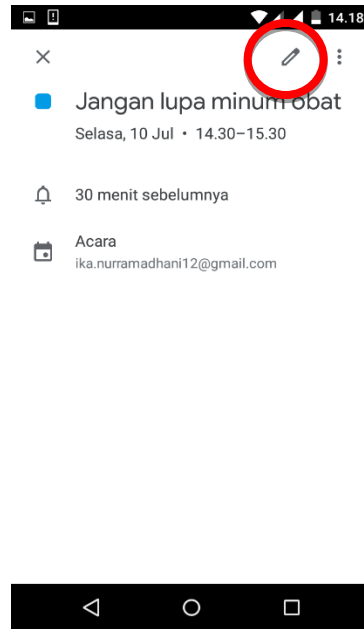 14.18
Jangan lupa minum obat
Selasa, 10 Jul • 14.30–15.30
30 menit sebelumnya
Acara
ika.nurramadhani12@gmail.com